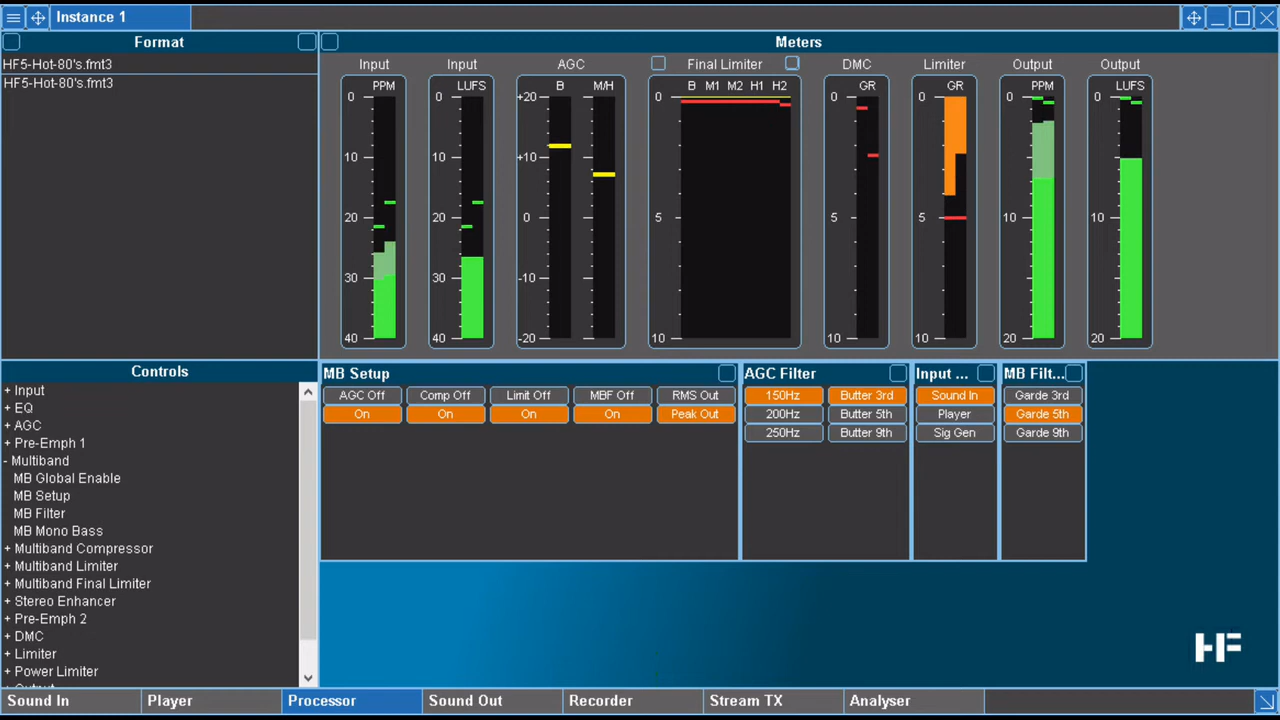 Instance 1
Format
HF5-Hot-80's.fmt3
HF5-Hot-80's.fmt3
Meters
Input Input AGC Final Limiter DMC Limiter Output Output
PPM LUFS B M/H B M1 M2 H1 H2 GR GR PPM LUFS
0 0 +20 0 0 0 0 0
10 10 +10
20 20 0 5 5 5 10 10
30 30 -10
40 40 -20 10 10 10 20 20
Controls
+ Input
+ EQ
+ AGC
+ Pre-Emph 1
- Multiband
MB Global Enable
MB Setup
MB Filter
MB Mono Bass
+ Multiband Compressor
+ Multiband Limiter
+ Multiband Final Limiter
+ Stereo Enhancer
+ Pre-Emph 2
+ DMC
+ Limiter
+ Power Limiter
MB Setup
AGC Off Comp Off Limit Off MBF Off RMS Out
On On On On Peak Out
AGC Filter
150Hz Butter 3rd
200Hz Butter 5th
250Hz Butter 9th
Input ...
Sound In
Player
Sig Gen
MB Filt...
Garde 3rd
Garde 5th
Garde 9th
HF
Sound In Player Processor Sound Out Recorder Stream TX Analyser